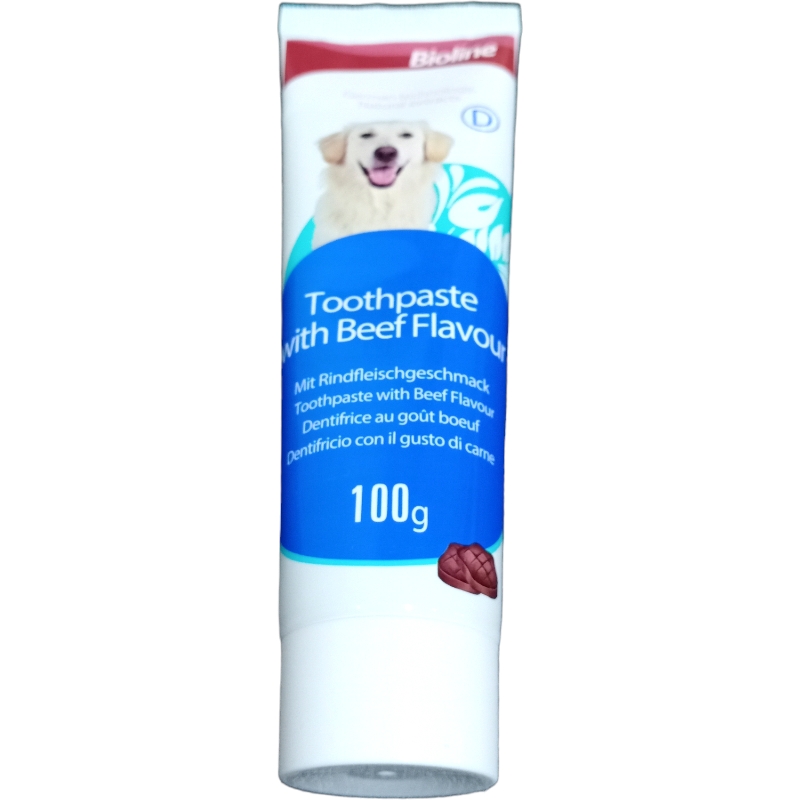 Bioline
D
Toothpaste
with Beef Flavour
Mit Rindfleischgeschmack
Toothpaste with Beef Flavour
Dentifrice au goût boeuf
Dentifricio con il gusto di carne
100g